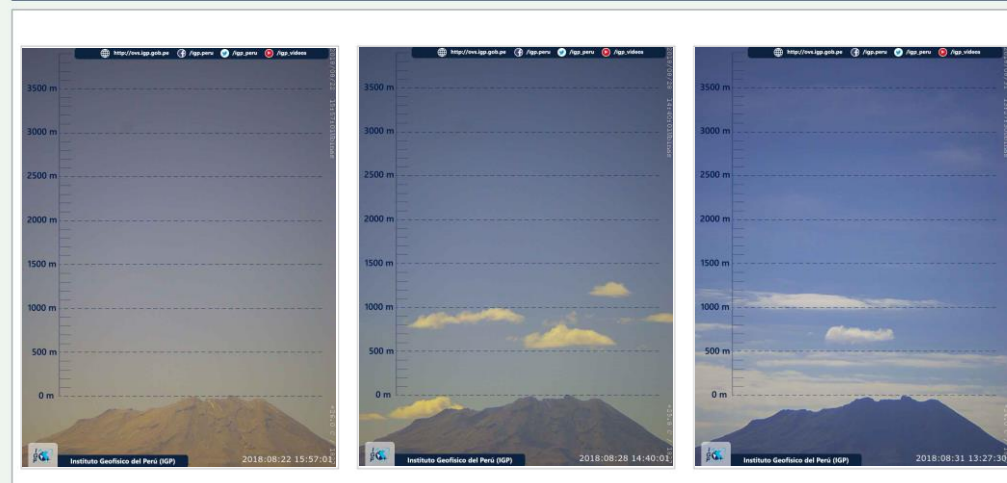 http://ovs.igp.gob.pe /igp.peru /igp_peru /igp_videos
3500 m
3000 m
2500 m
2000 m
1500 m
1000 m
500 m
0 m
Instituto Geofísico del Perú (IGP)
2018:08:22 15:57:01
http://ovs.igp.gob.pe /igp.peru /igp_peru /igp_videos
3500 m
3000 m
2500 m
2000 m
1500 m
1000 m
500 m
0 m
Instituto Geofísico del Perú (IGP)
2018:08:28 14:40:01
http://ovs.igp.gob.pe /igp.peru /igp_peru /igp_videos
3500 m
3000 m
2500 m
2000 m
1500 m
1000 m
500 m
0 m
Instituto Geofísico del Perú (IGP)
2018:08:31 13:27:30